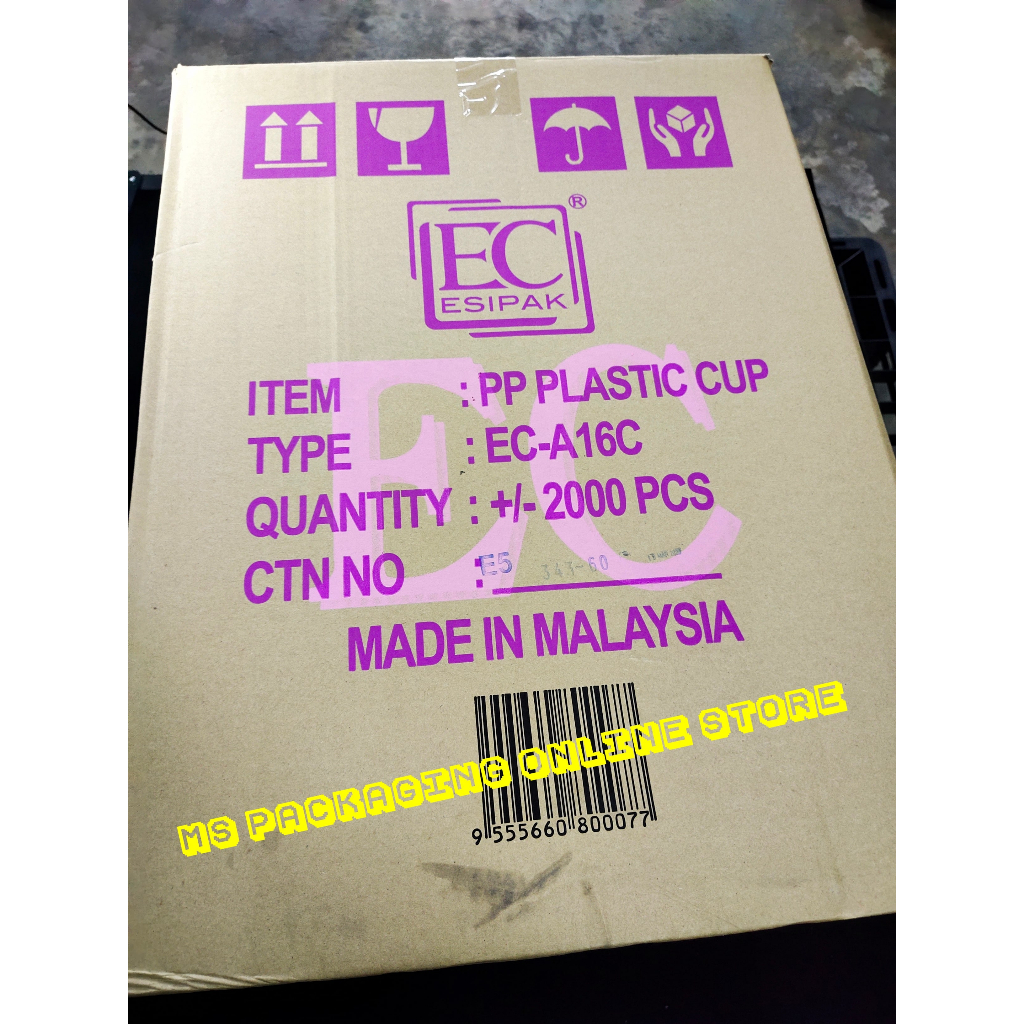 EC
®
ESIPAK
ITEM : PP PLASTIC CUP
TYPE : EC-A16C
QUANTITY : +/- 2000 PCS
CTN NO : E5 343-60
MADE IN MALAYSIA
MS PACKAGING ONLINE STORE
9 555660 800077